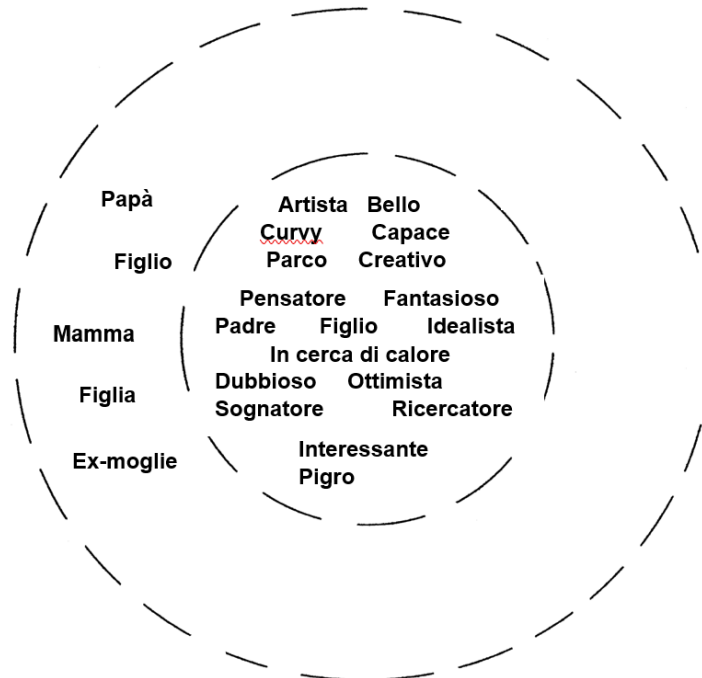 Papà
Figlio
Mamma
Figlia
Ex-moglie
Artista Bello
Curvy Capace
Parco Creativo
Pensatore Fantasioso
Padre Figlio Idealista
In cerca di calore
Dubbioso Ottimista
Sognatore Ricercatore
Interessante
Pigro